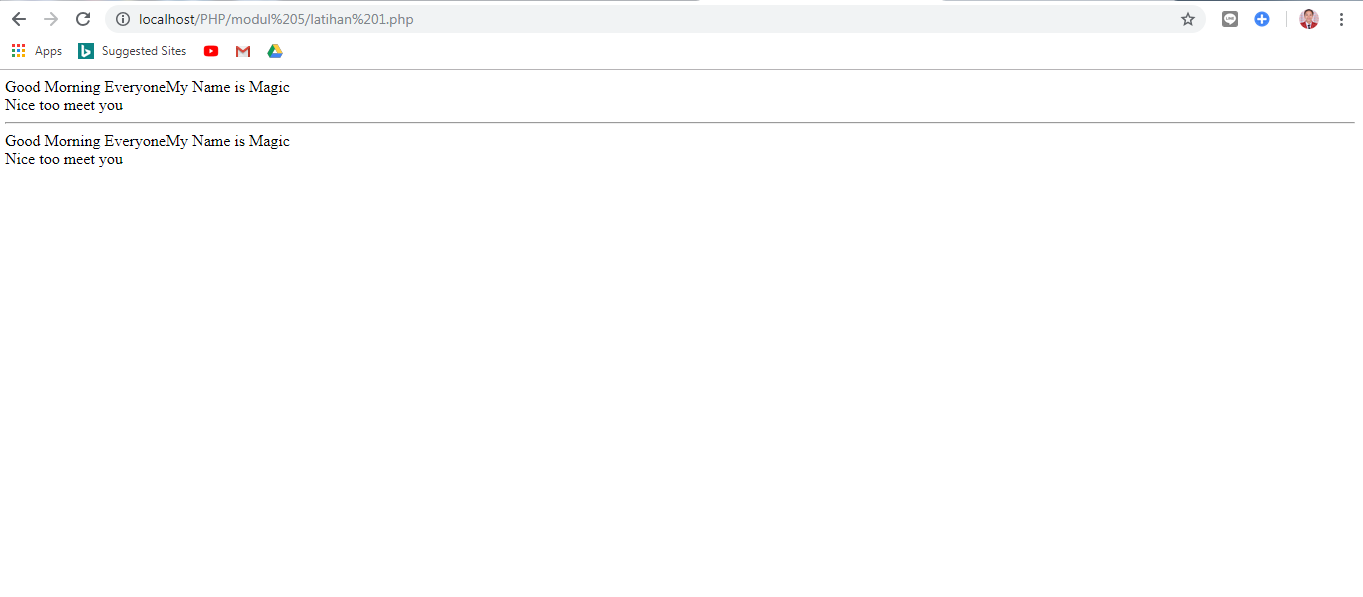 localhost/PHP/modul%205/latihan%201.php
Apps Suggested Sites
Good Morning EveryoneMy Name is Magic
Nice too meet you
Good Morning EveryoneMy Name is Magic
Nice too meet you